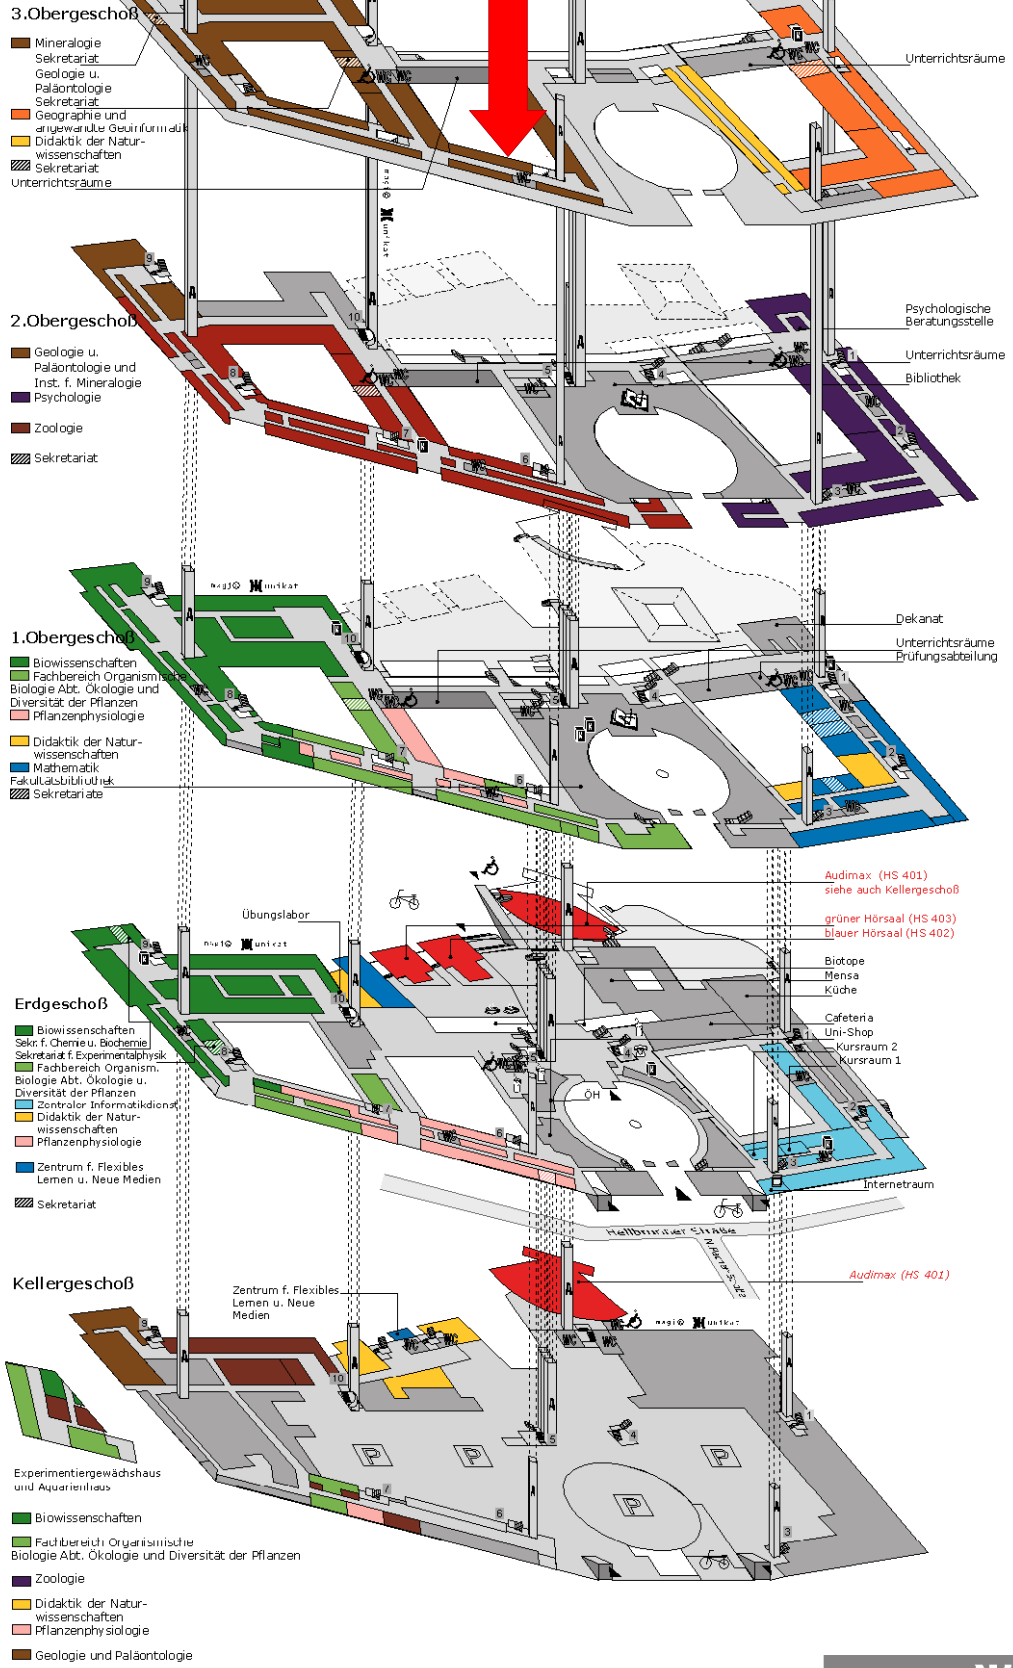 3.Obergeschoß
Mineralogie
Sekretariat
Geologie u.
Paläontologie
Sekretariat
Geographie und
angewandte Geoinformatik
Didaktik der Natur-
wissenschaften
Sekretariat
Unterrichtsräume
Unterrichtsräume
2.Obergeschoß
Geologie u.
Paläontologie und
Inst. f. Mineralogie
Psychologie
Zoologie
Sekretariat
Psychologische
Beratungsstelle
Unterrichtsräume
Bibliothek
1.Obergeschoß
Biowissenschaften
Fachbereich Organismische
Biologie Abt. Ökologie und
Diversität der Pflanzen
Pflanzenphysiologie
Didaktik der Natur-
wissenschaften
Mathematik
Fakultätsbibliothek
Sekretariate
Dekanat
Unterrichtsräume
Prüfungsabteilung
Audimax (HS 401)
siehe auch Kellergeschoß
grüner Hörsaal (HS 403)
blauer Hörsaal (HS 402)
Biotope
Mensa
Küche
Cafeteria
Uni-Shop
Kursraum 2
Kursraum 1
Internetraum
Übungslabor
ÖH
Erdgeschoß
Biowissenschaften
Sekr. f. Chemie u. Biochemie
Sekretariat f. Experimentalphysik
Fachbereich Organism.
Biologie Abt. Ökologie u.
Diversität der Pflanzen
Zentraler Informatikdienst
Didaktik der Natur-
wissenschaften
Pflanzenphysiologie
Zentrum f. Flexibles
Lernen u. Neue Medien
Sekretariat
Hellbrunner Straße
Kellergeschoß
Zentrum f. Flexibles
Lernen u. Neue
Medien
Audimax (HS 401)
P
P
P
P
Experimentiergewächshaus
und Aquarienhaus
Biowissenschaften
Fachbereich Organismische
Biologie Abt. Ökologie und Diversität der Pflanzen
Zoologie
Didaktik der Natur-
wissenschaften
Pflanzenphysiologie
Geologie und Paläontologie